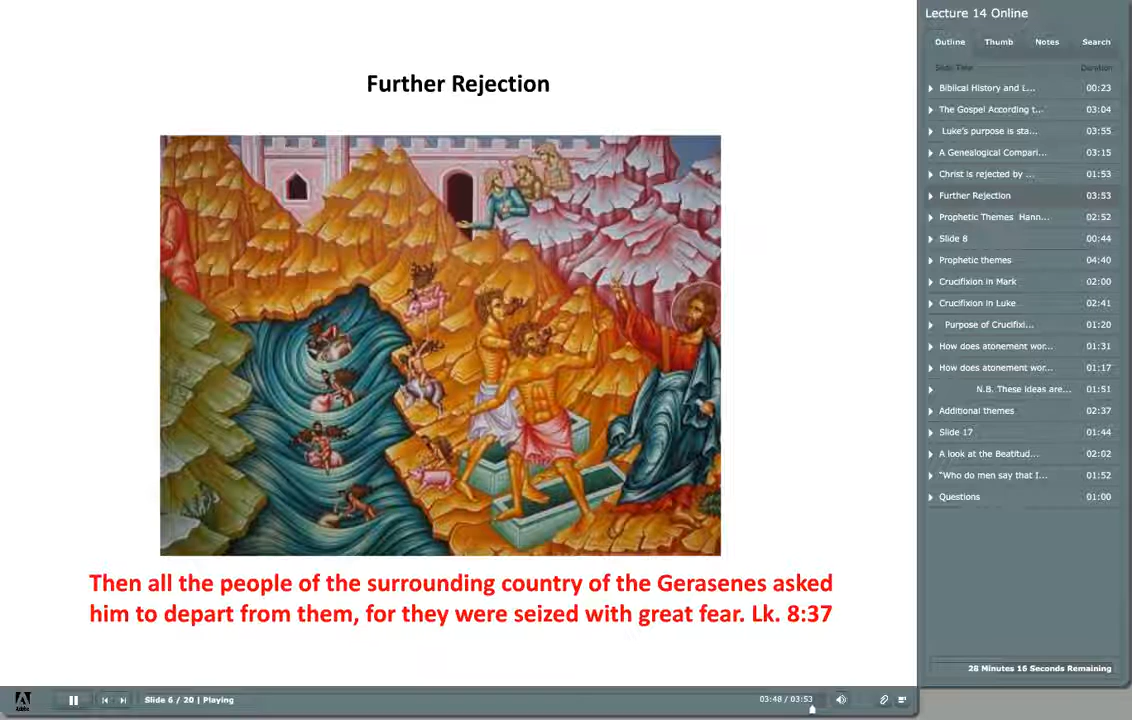 Further Rejection
Then all the people of the surrounding country of the Gerasenes asked
him to depart from them, for they were seized with great fear. Lk. 8:37
Lecture 14 Online
Outline Thumb Notes Search
Slide Title Duration
Biblical History and L... 00:23
The Gospel According t... 03:04
Luke's purpose is sta... 03:55
A Genealogical Compari... 03:15
Christ is rejected by ... 01:53
Further Rejection 03:53
Prophetic Themes Hann... 02:52
Slide 8 00:44
Prophetic themes 04:40
Crucifixion in Mark 02:00
Crucifixion in Luke 02:41
Purpose of Crucifixi... 01:20
How does atonement wor... 01:31
How does atonement wor... 01:17
N.B. These ideas are... 01:51
Additional themes 02:37
Slide 17 01:44
A look at the Beatitud... 02:02
"Who do men say that I... 01:52
Questions 01:00
28 Minutes 16 Seconds Remaining
Adobe
Slide 6 / 20 | Playing
03:48 / 03:53